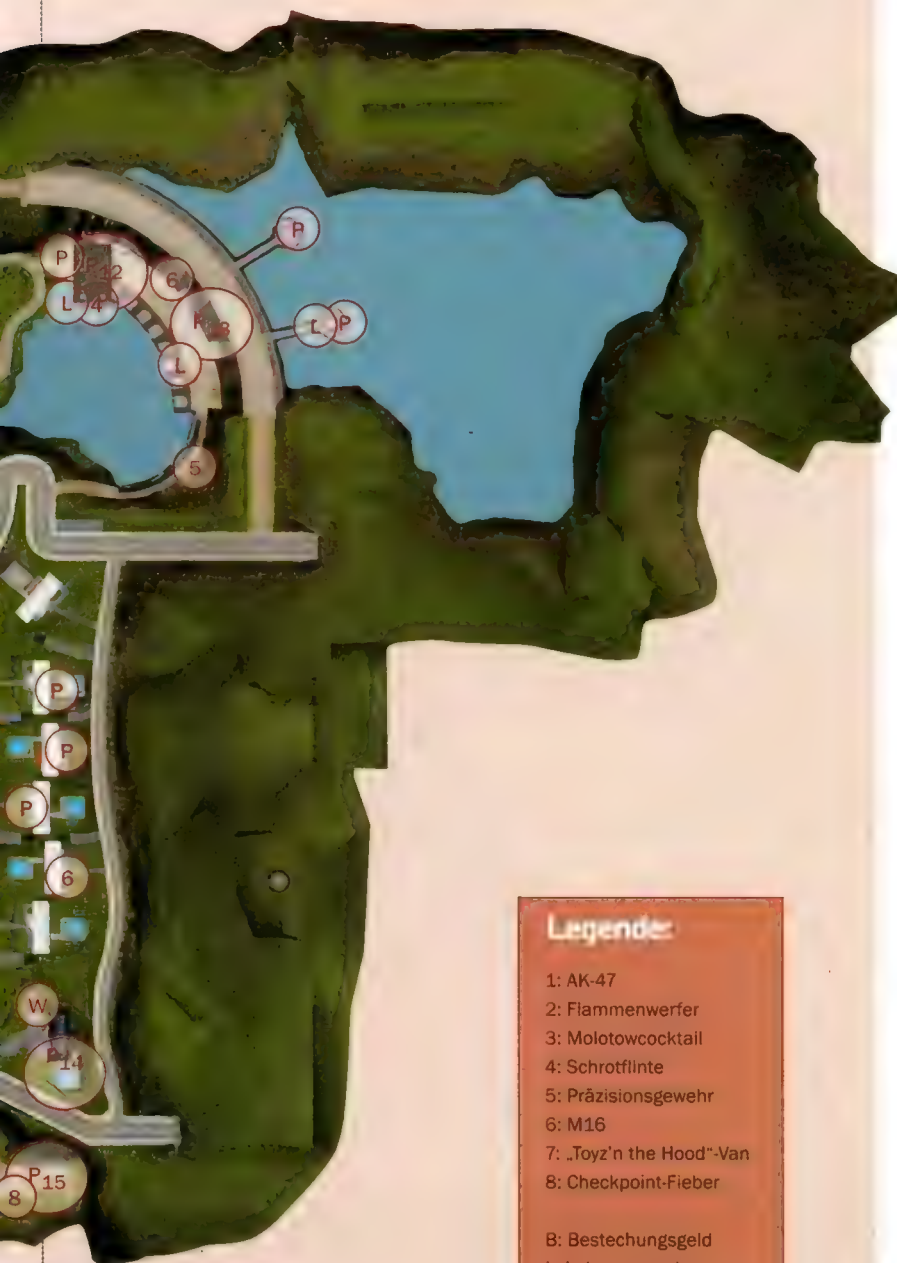 P
P
12
6
L
4
P
L
5
P
P
P
6
W
14
P 15
8
Legende:
1: AK-47
2: Flammenwerfer
3: Molotowcocktail
4: Schrotflinte
5: Präzisionsgewehr
6: M16
7: „Toyz'n the Hood"-Van
8: Checkpoint-Fieber
B: Bestechungsgeld